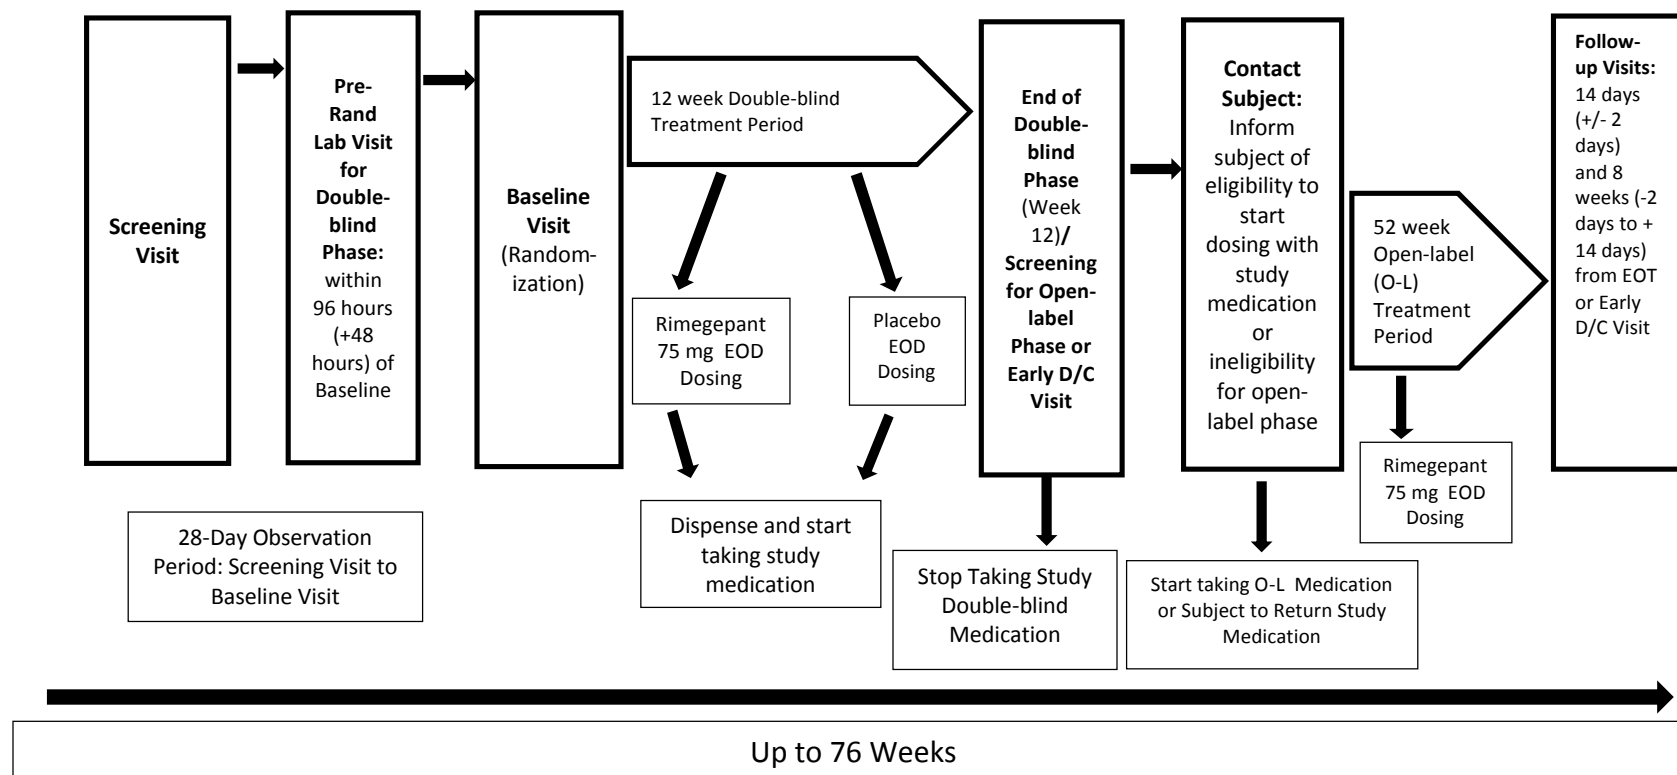 Screening
Visit
Pre-
Rand
Lab Visit
for
Double-
blind
Phase:
within
96 hours
(+48
hours) of
Baseline
Baseline
Visit
(Random-
ization)
28-Day Observation
Period: Screening Visit to
Baseline Visit
12 week Double-blind
Treatment Period
Rimegepant
75 mg  EOD
Dosing
Placebo
EOD
Dosing
Dispense and start
taking study
medication
End of
Double-
blind
Phase
(Week
12)/
Screening
for Open-
label
Phase or
Early D/C
Visit
Stop Taking Study
Double-blind
Medication
Contact
Subject:
Inform
subject of
eligibility to
start
dosing with
study
medication
or
ineligibility
for open-
label phase
Start taking O-L  Medication
or Subject to Return Study
Medication
52 week
Open-label
(O-L)
Treatment
Period
Rimegepant
75 mg  EOD
Dosing
Follow-
up Visits:
14 days
(+/- 2
days)
and 8
weeks (-2
days to +
14 days)
from EOT
or Early
D/C Visit
Up to 76 Weeks